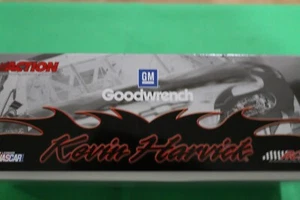 ACTION
GM
Goodwrench
Kevin Harvick
NASCAR